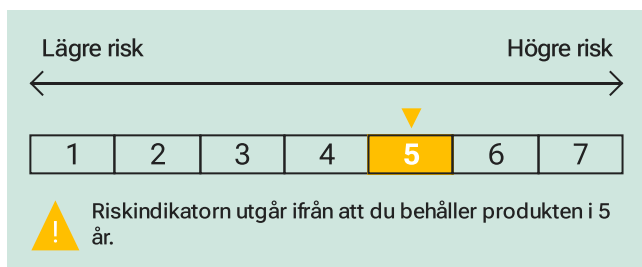 Lägre risk Högre risk
1 2 3 4 5 6 7
Riskindikatorn utgår ifrån att du behåller produkten i 5
år.